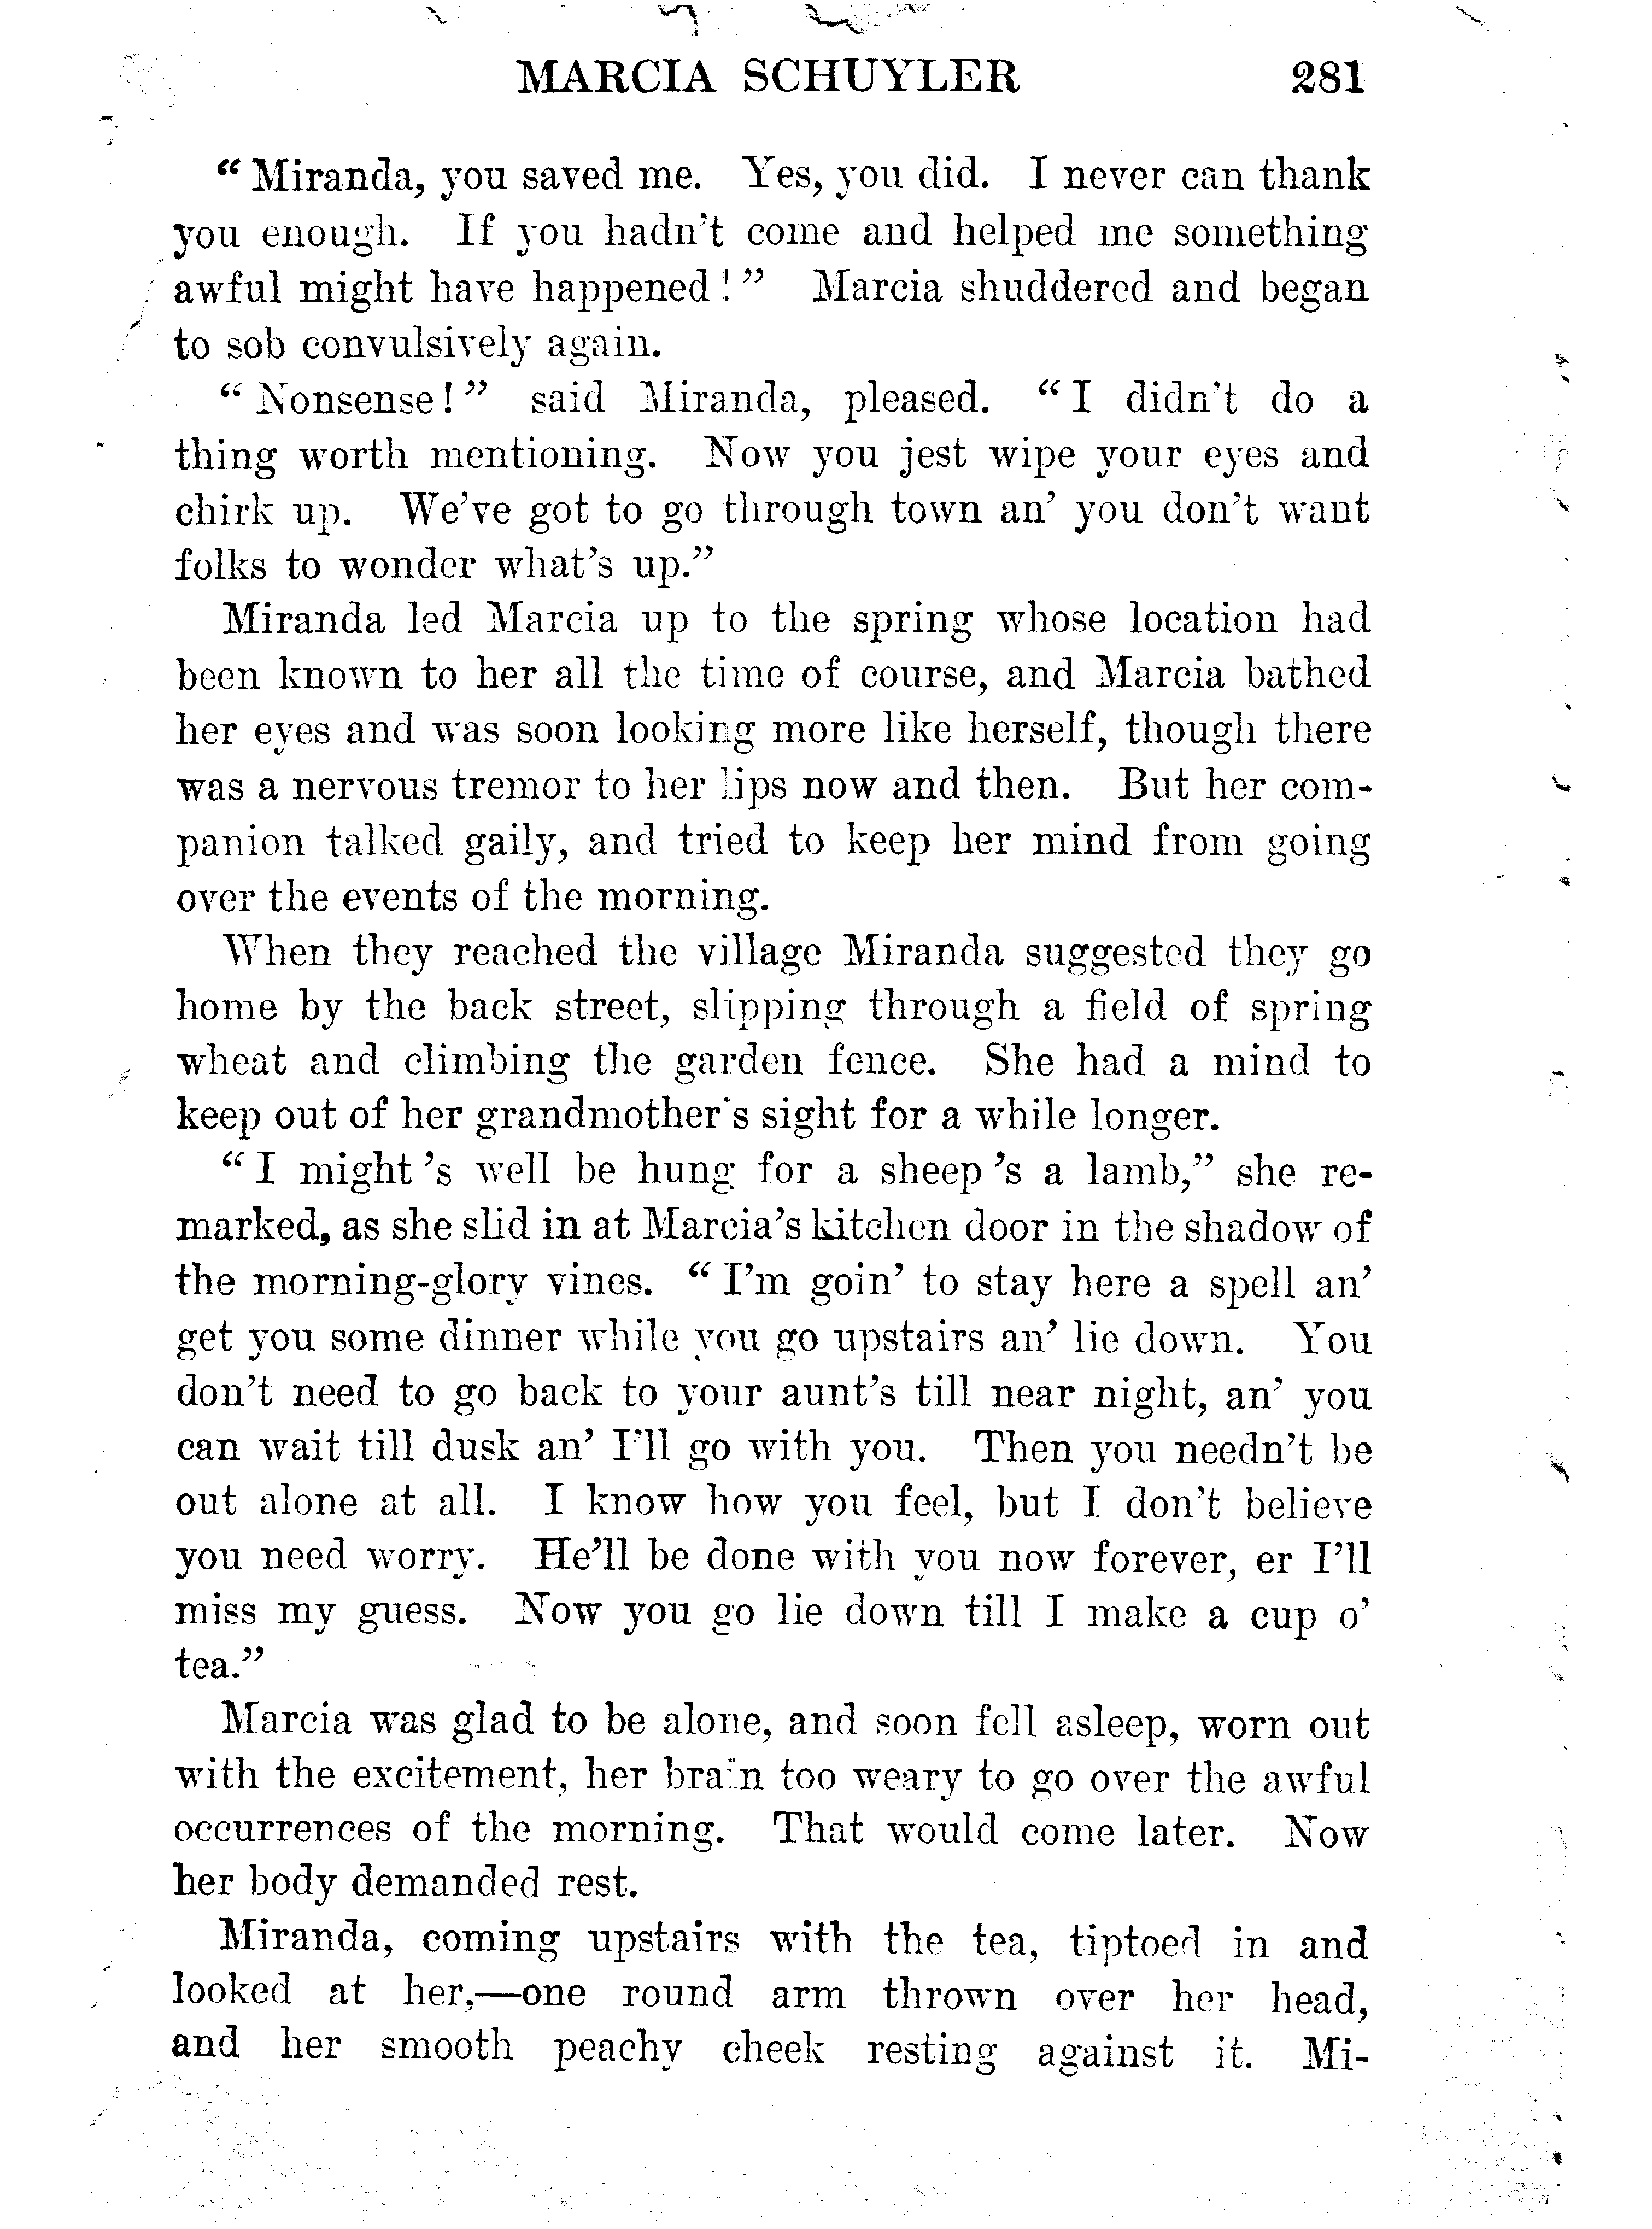 MARCIA SCHUYLER 281
“Miranda, you saved me. Yes, you did. I never can thank
you enough. If you hadn’t come and helped me something
awful might have happened!” Marcia shuddered and began
to sob convulsively again.
“Nonsense!” said Miranda, pleased. “I didn’t do a
thing worth mentioning. Now you jest wipe your eyes and
chirk up. We’ve got to go through town an’ you don’t want
folks to wonder what’s up.”
Miranda led Marcia up to the spring whose location had
been known to her all the time of course, and Marcia bathed
her eyes and was soon looking more like herself, though there
was a nervous tremor to her lips now and then. But her com-
panion talked gaily, and tried to keep her mind from going
over the events of the morning.
When they reached the village Miranda suggested they go
home by the back street, slipping through a field of spring
wheat and climbing the garden fence. She had a mind to
keep out of her grandmother’s sight for a while longer.
“I might ’s well be hung for a sheep ’s a lamb,” she re-
marked, as she slid in at Marcia’s kitchen door in the shadow of
the morning-glory vines. “I’m goin’ to stay here a spell an’
get you some dinner while you go upstairs an’ lie down. You
don’t need to go back to your aunt’s till near night, an’ you
can wait till dusk an’ I’ll go with you. Then you needn’t be
out alone at all. I know how you feel, but I don’t believe
you need worry. He’ll be done with you now forever, er I’ll
miss my guess. Now you go lie down till I make a cup o’
tea.”
Marcia was glad to be alone, and soon fell asleep, worn out
with the excitement, her brain too weary to go over the awful
occurrences of the morning. That would come later. Now
her body demanded rest.
Miranda, coming upstairs with the tea, tiptoed in and
looked at her,—one round arm thrown over her head,
and her smooth peachy cheek resting against it. Mi-